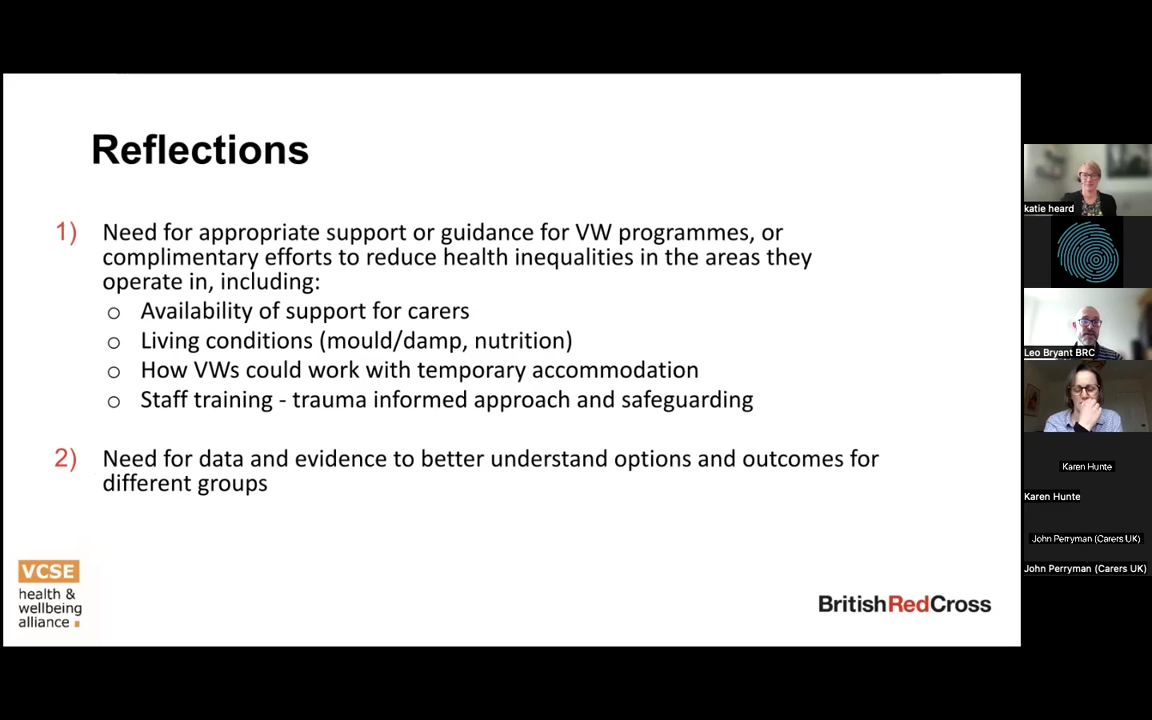 Reflections
1) Need for appropriate support or guidance for VW programmes, or
complimentary efforts to reduce health inequalities in the areas they
operate in, including:
o Availability of support for carers
o Living conditions (mould/damp, nutrition)
o How VWs could work with temporary accommodation
o Staff training - trauma informed approach and safeguarding
2) Need for data and evidence to better understand options and outcomes for
different groups
VCSE
health &
wellbeing
alliance
BritishRedCross
katie heard
Leo Bryant BRC
Karen Hunte
Karen Hunte
John Perryman (Carers UK)
John Perryman (Carers UK)